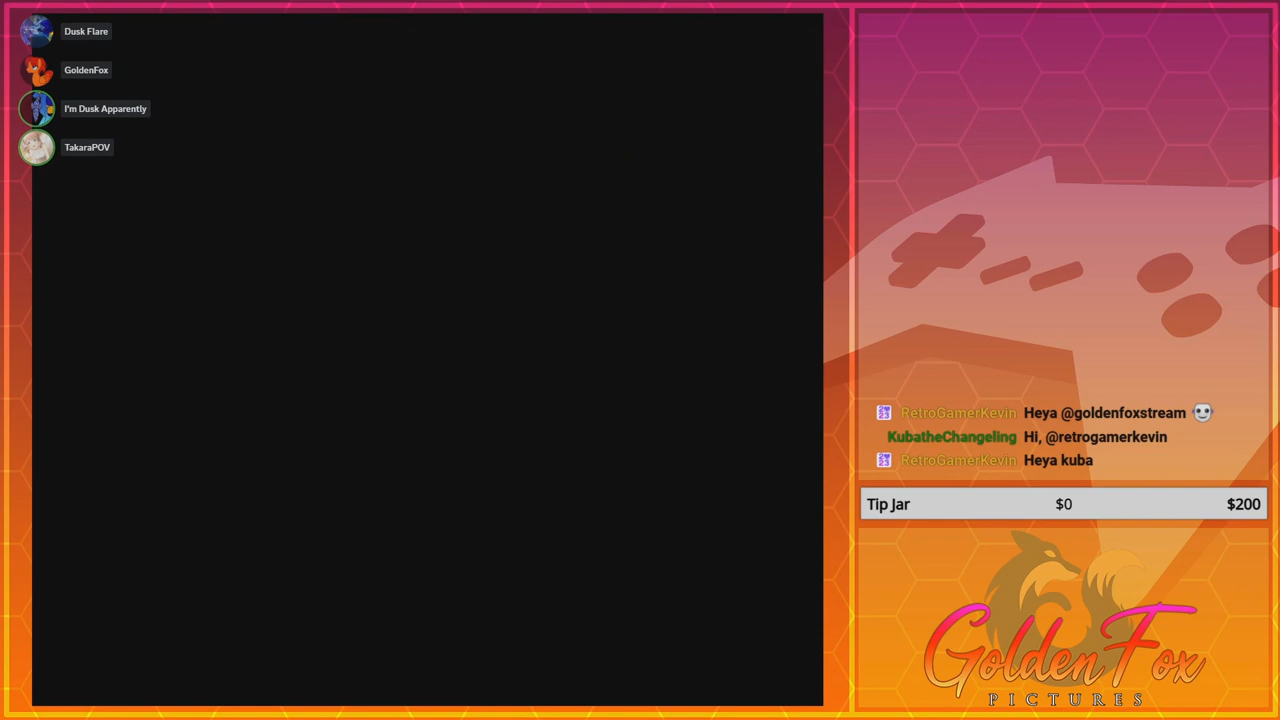 Dusk Flare
GoldenFox
I'm Dusk Apparently
TakaraPOV
RetroGamerKevin Heya @goldenfoxstream
KubatheChangeling Hi, @retrogamerkevin
RetroGamerKevin Heya kuba
Tip Jar $0 $200
GoldenFox
PICTURES